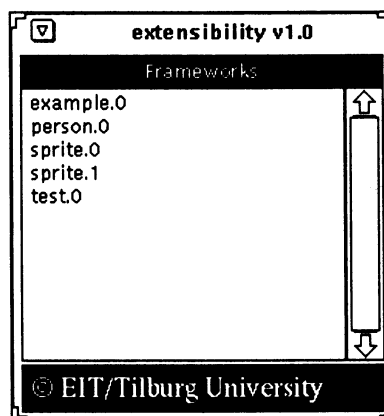 extensibility v1.0
Frameworks
example.0
person.0
sprite.0
sprite.1
test.0
© EIT/Tilburg University